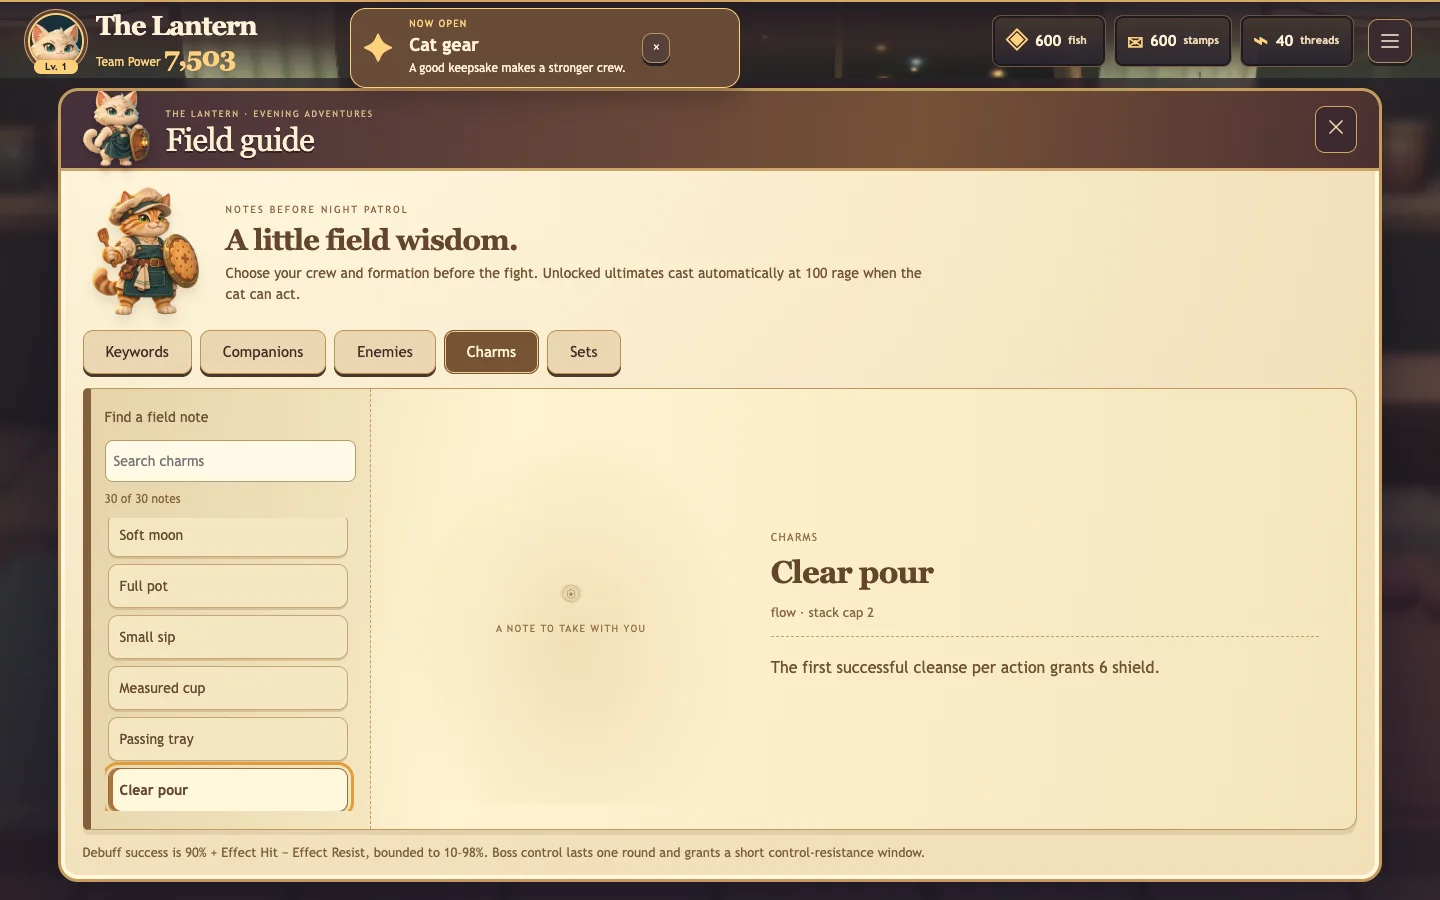 The Lantern
Team Power 7,503
Lv. 1
NOW OPEN
Cat gear
A good keepsake makes a stronger crew.
×
600 fish
600 stamps
40 threads
THE LANTERN · EVENING ADVENTURES
Field guide
NOTES BEFORE NIGHT PATROL
A little field wisdom.
Choose your crew and formation before the fight. Unlocked ultimates cast automatically at 100 rage when the
cat can act.
Keywords
Companions
Enemies
Charms
Sets
Find a field note
Search charms
30 of 30 notes
Soft moon
Full pot
Small sip
Measured cup
Passing tray
Clear pour
A NOTE TO TAKE WITH YOU
CHARMS
Clear pour
flow · stack cap 2
The first successful cleanse per action grants 6 shield.
Debuff success is 90% + Effect Hit − Effect Resist, bounded to 10–98%. Boss control lasts one round and grants a short control-resistance window.